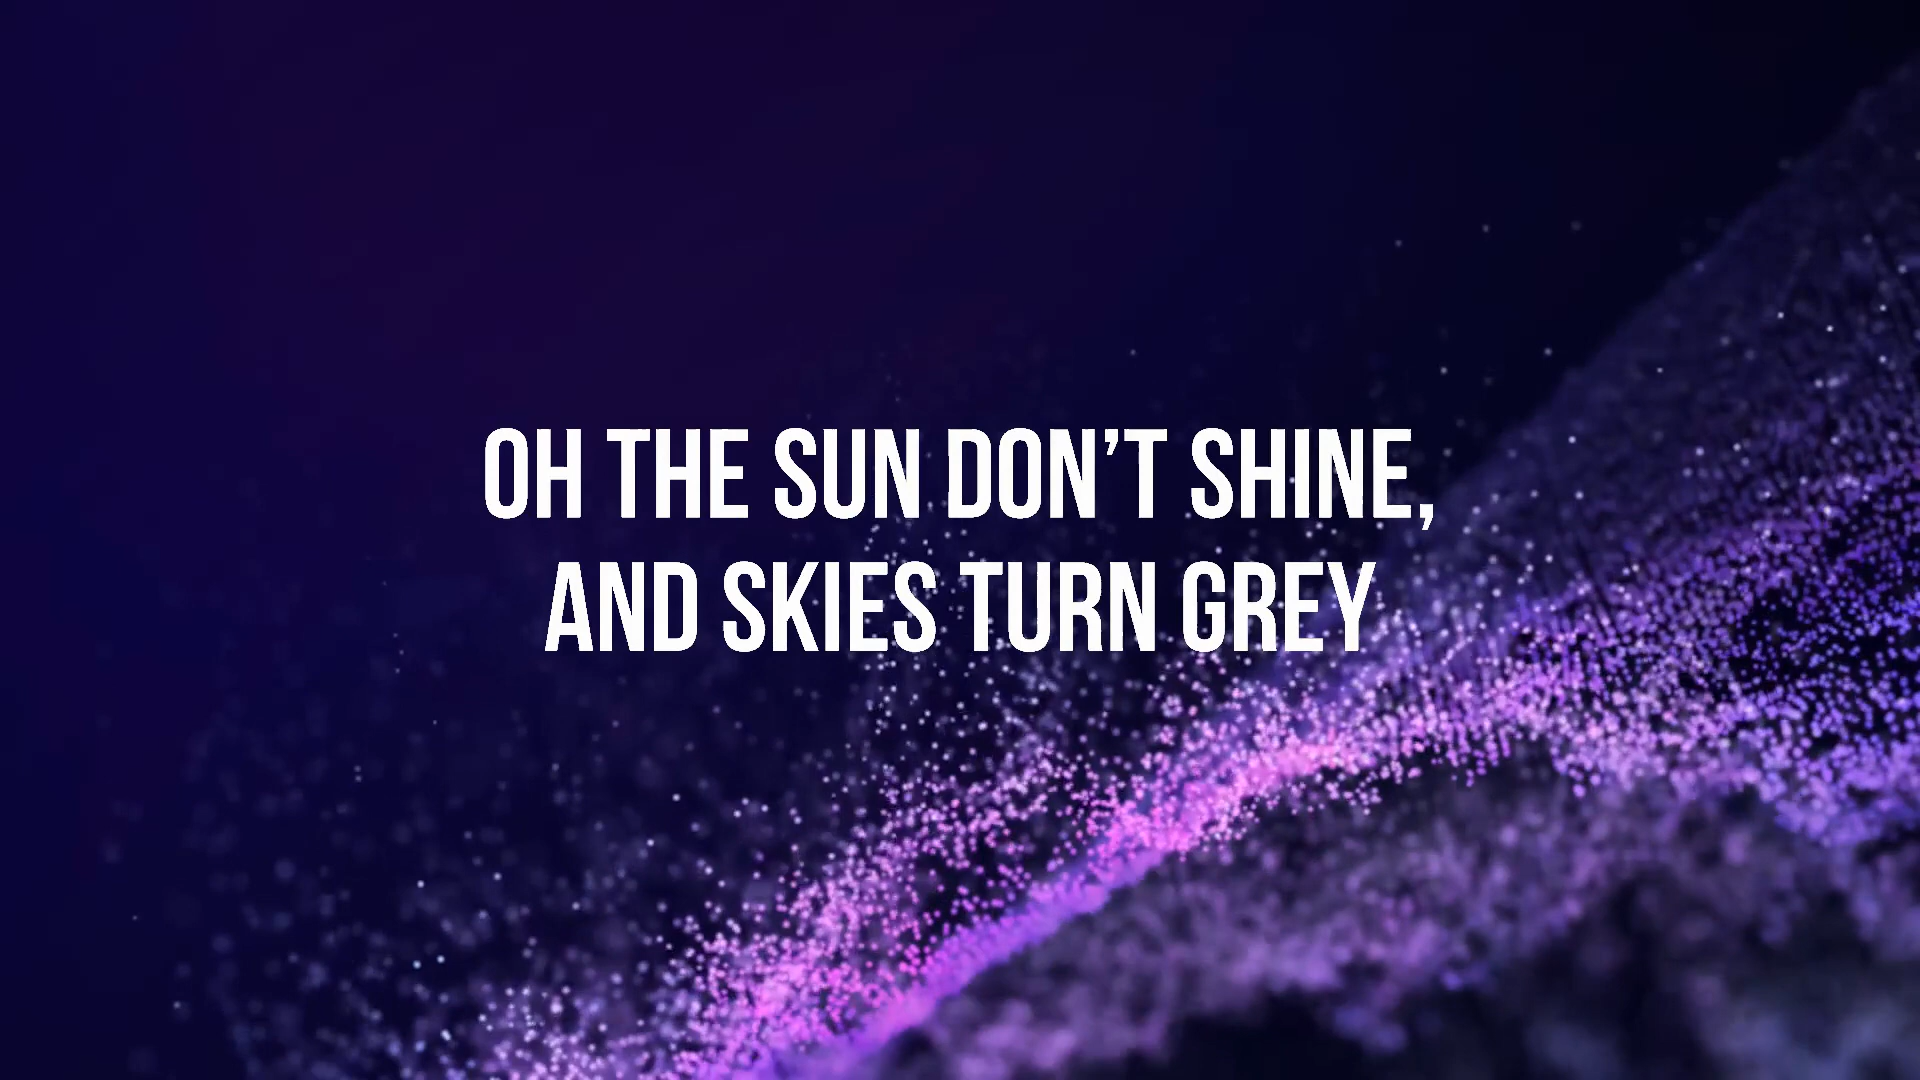 OH THE SUN DON’T SHINE,
AND SKIES TURN GREY